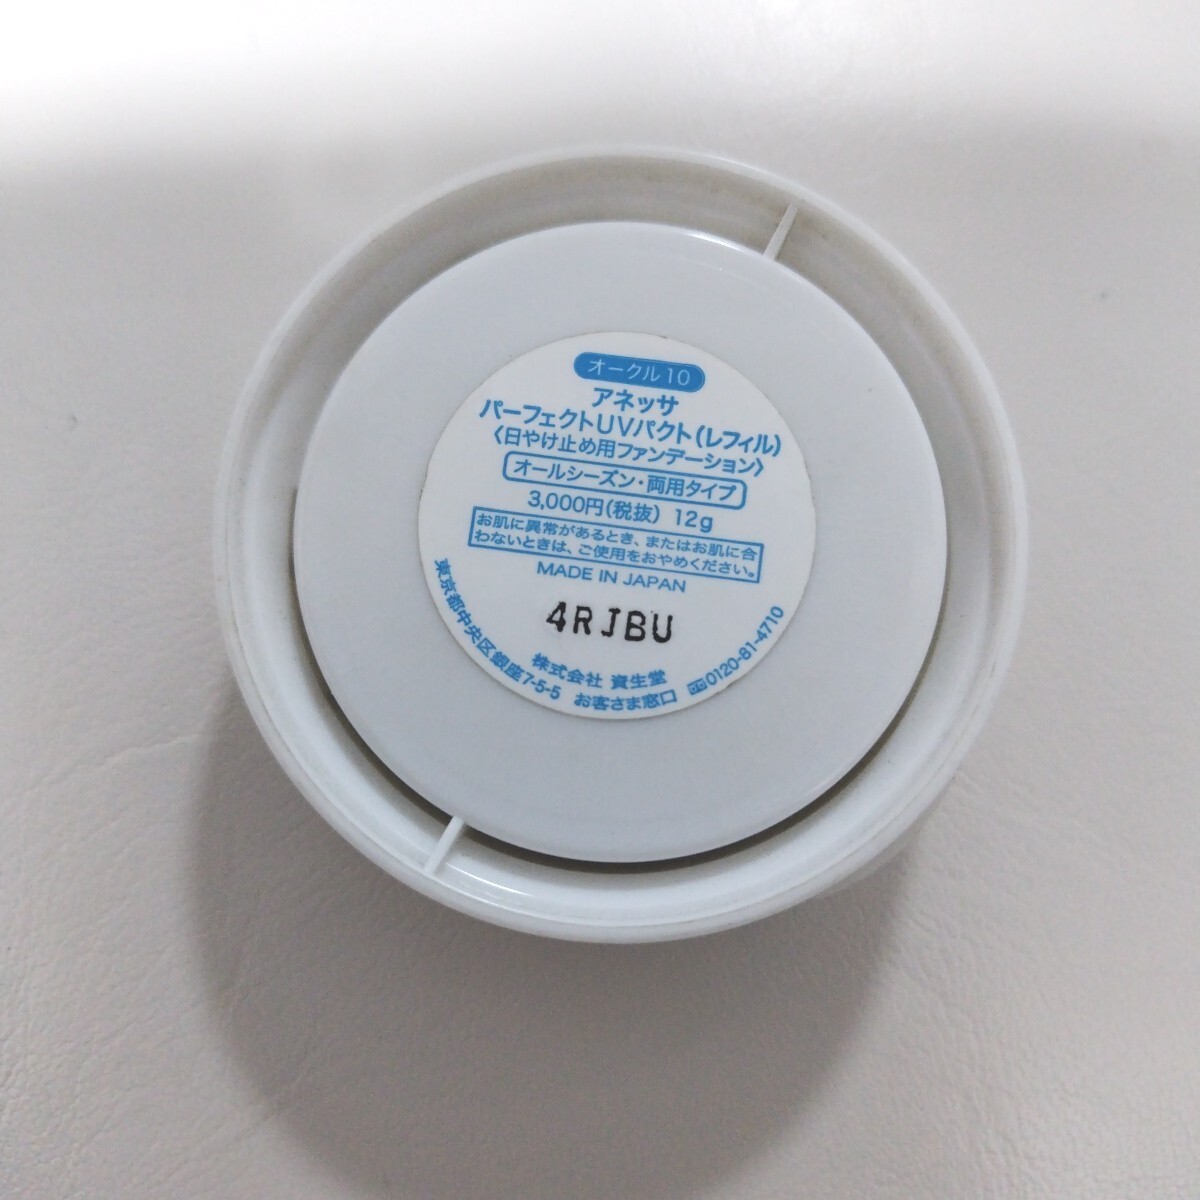 オークル10
アネッサ
パーフェクトUVパクト(レフィル)
〈日やけ止め用ファンデーション〉
オールシーズン・両用タイプ
3,000円(税抜) 12g
お肌に異常があるとき、またはお肌に合
わないときは、ご使用をおやめください。
MADE IN JAPAN
4RJBU
株式会社 資生堂
東京都中央区銀座7-5-5 お客さま窓口 0120-81-4710